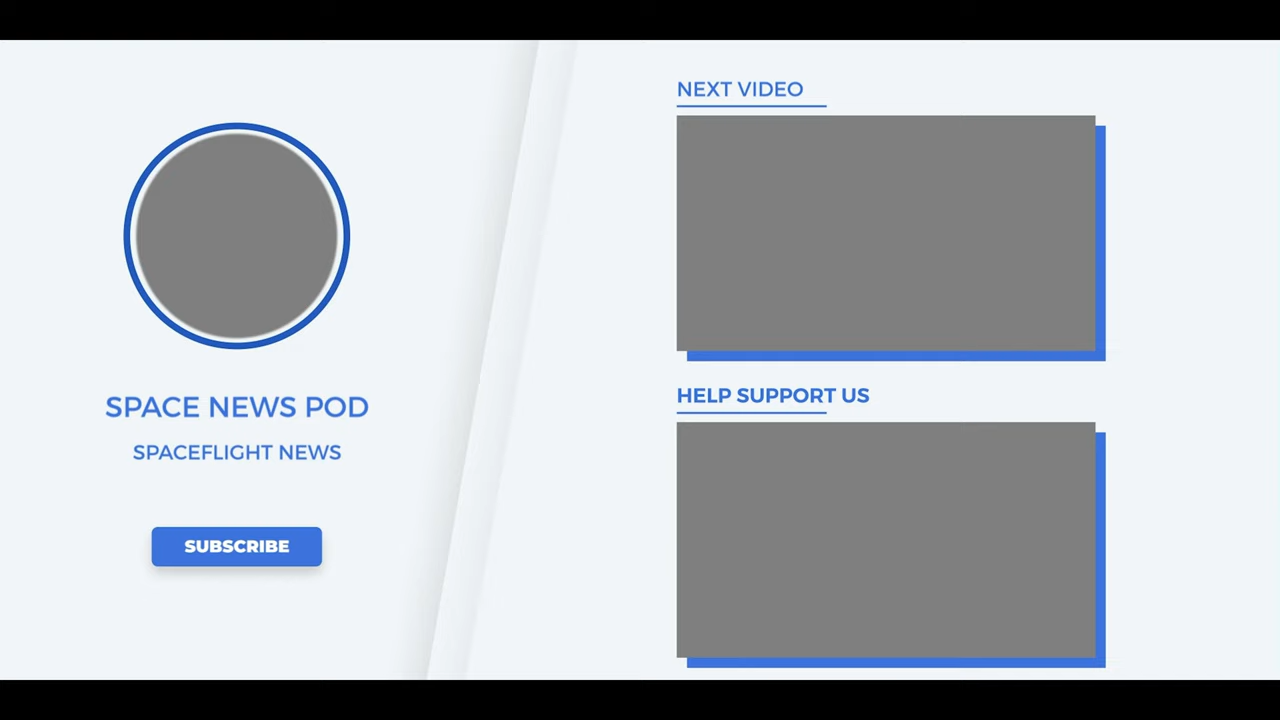 SPACE NEWS POD
SPACEFLIGHT NEWS
SUBSCRIBE
NEXT VIDEO
HELP SUPPORT US